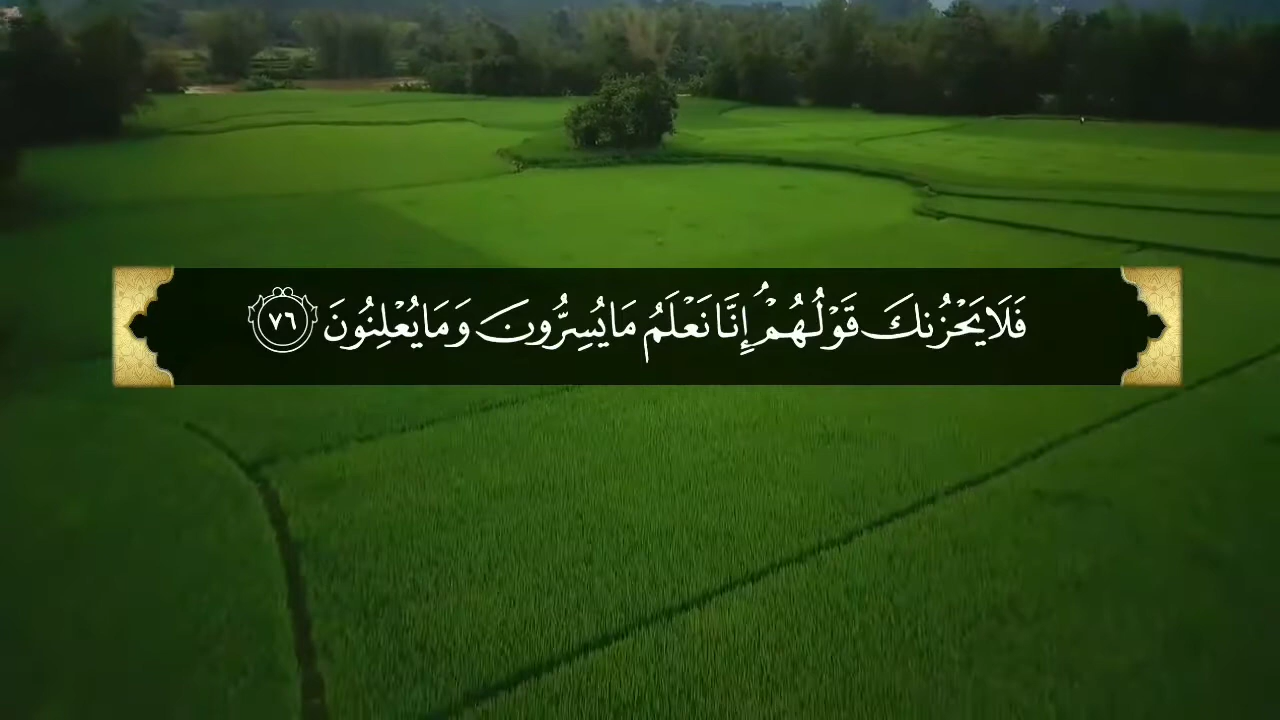 فَلَا يَحْزُنكَ قَوْلُهُمْ ۘ إِنَّا نَعْلَمُ مَا يُسِرُّونَ وَمَا يُعْلِنُونَ ٧٦